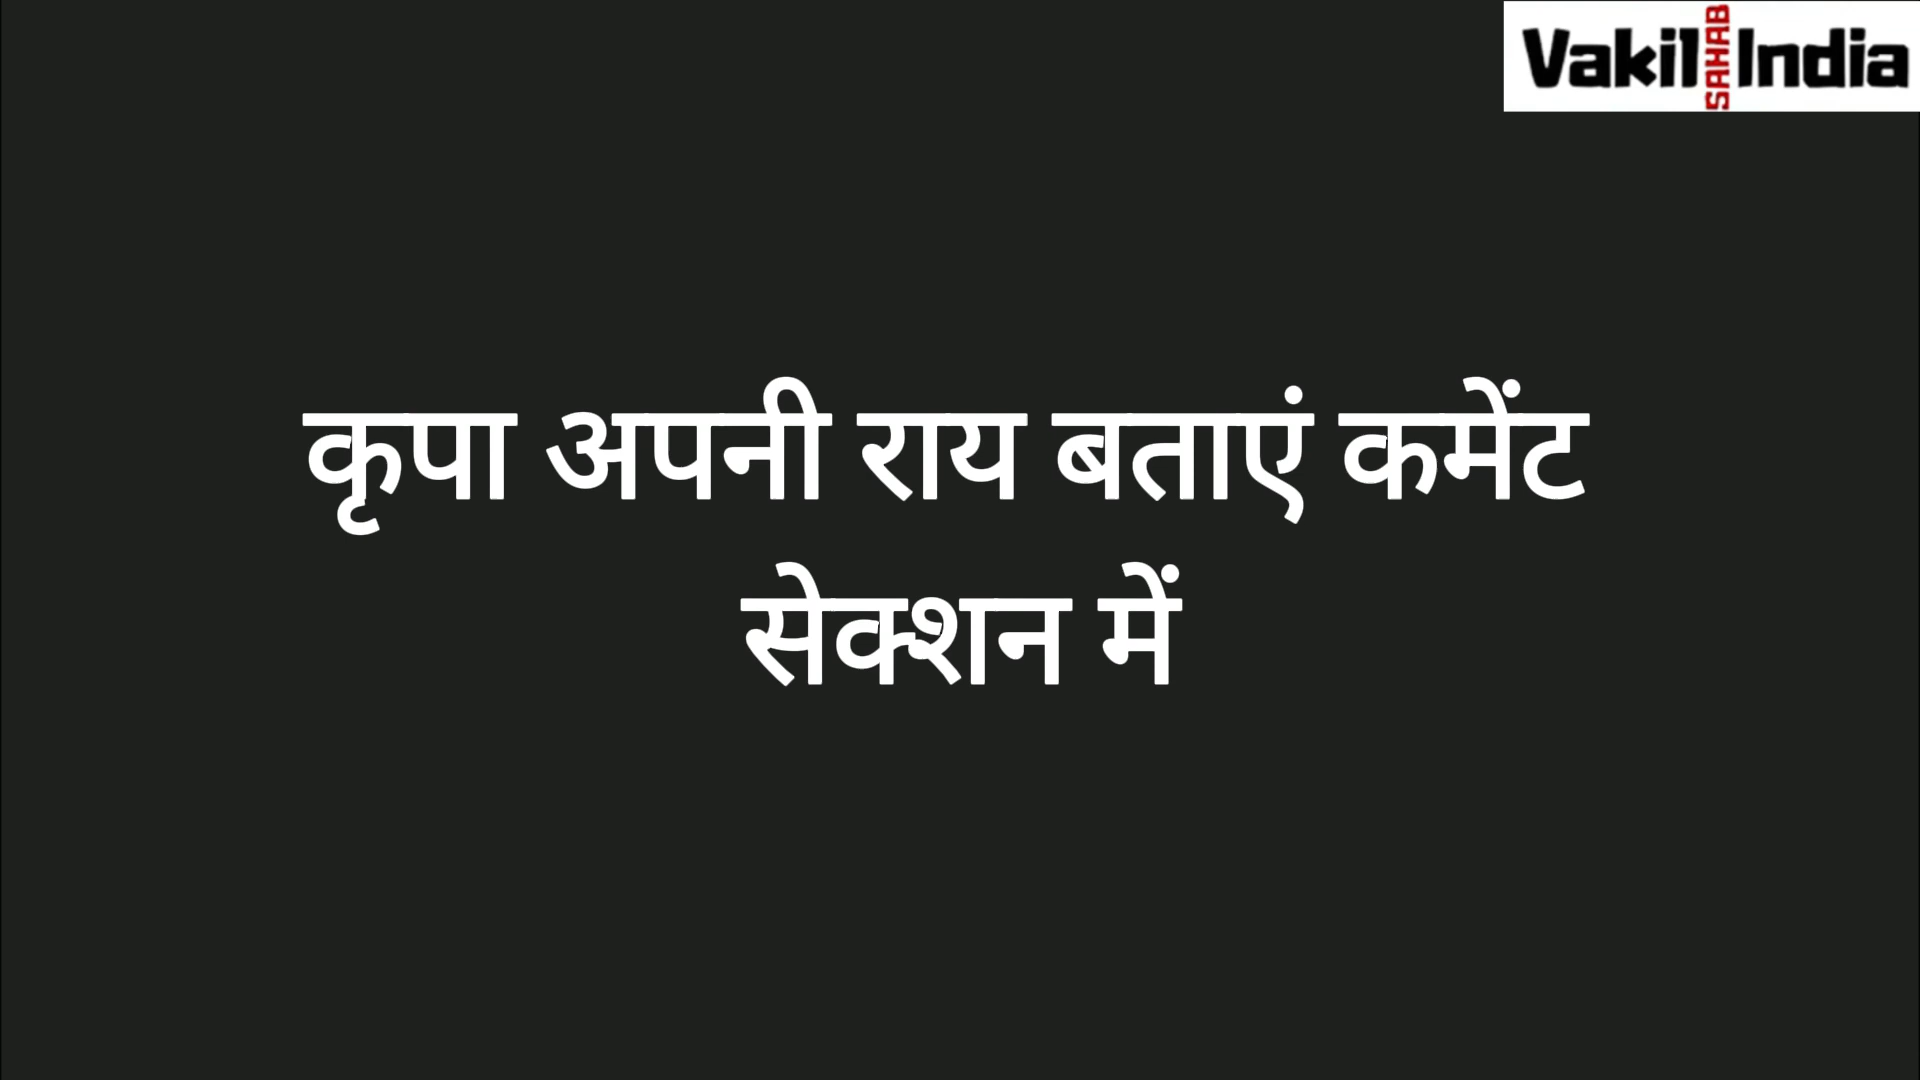 Vakil SAHAB India
कृपा अपनी राय बताएं कमेंट
सेक्शन में